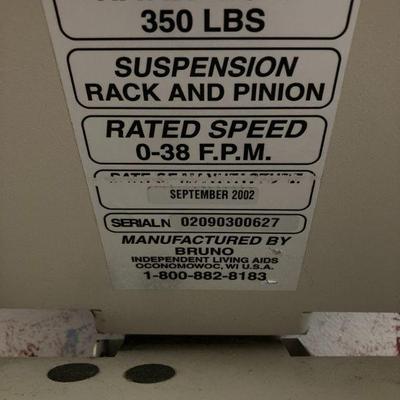 350 LBS
SUSPENSION
RACK AND PINION
RATED SPEED
0-38 F.P.M.
SEPTEMBER 2002
SERIAL N 02090300627
MANUFACTURED BY
BRUNO
INDEPENDENT LIVING AIDS
OCONOMOWOC, WI U.S.A.
1-800-882-8183